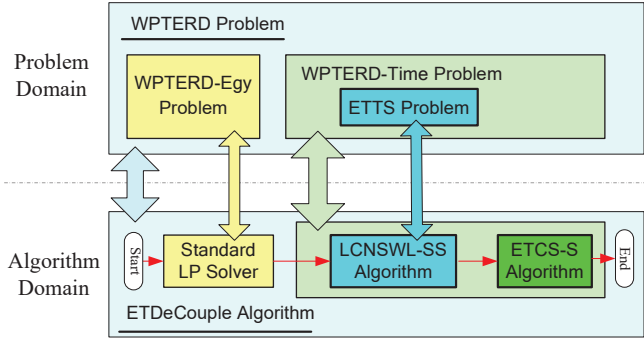 WPTERD Problem
Problem
Domain
WPTERD-Egy
Problem
WPTERD-Time Problem
ETTS Problem
Algorithm
Domain
Start
Standard
LP Solver
LCNSWL-SS
Algorithm
ETCS-S
Algorithm
End
ETDeCouple Algorithm